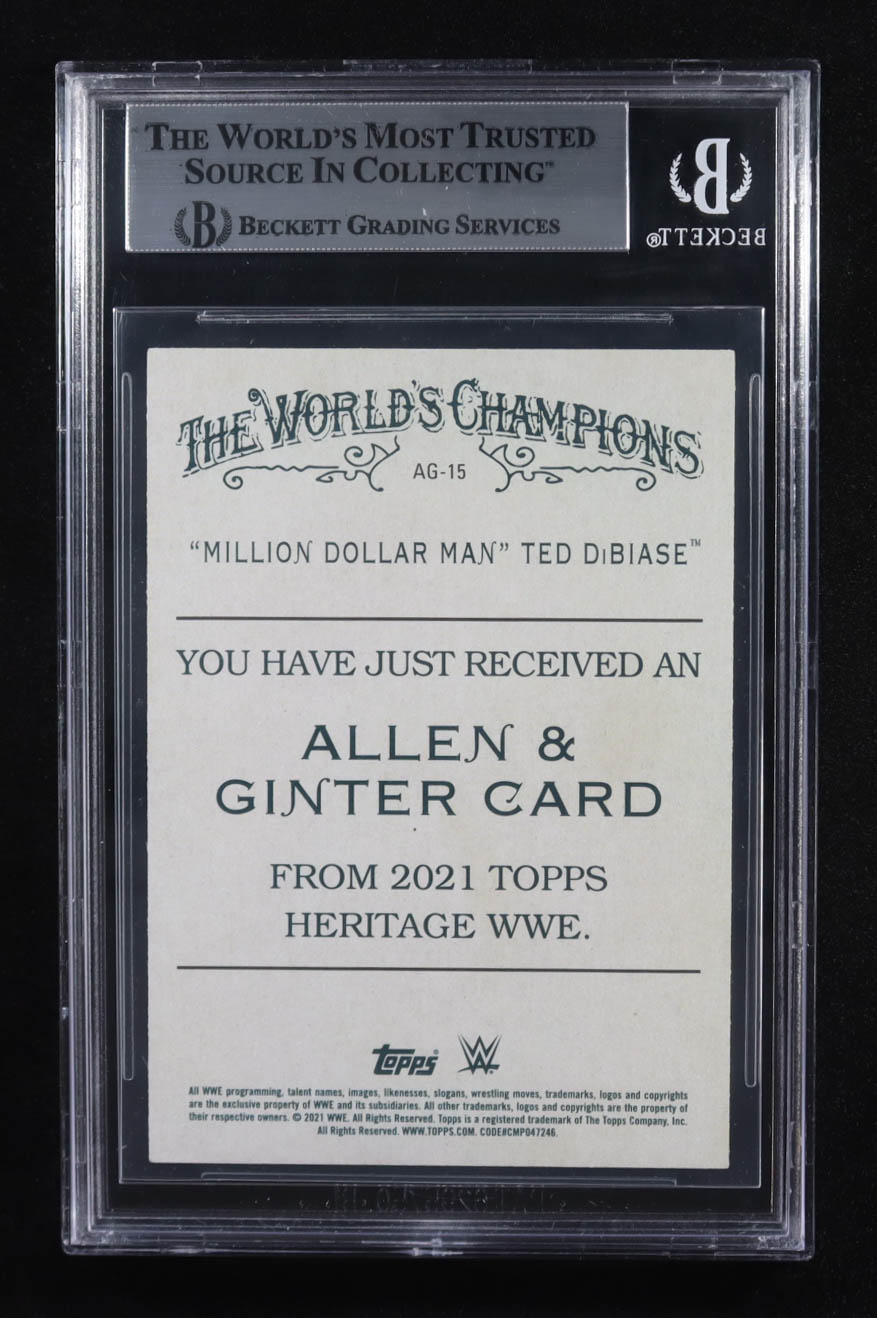 THE WORLD'S MOST TRUSTED
SOURCE IN COLLECTING™
B BECKETT GRADING SERVICES
B
BECKETT®
THE WORLD'S CHAMPIONS
AG-15
“MILLION DOLLAR MAN” TED DiBIASE™
YOU HAVE JUST RECEIVED AN
ALLEN &
GINTER CARD
FROM 2021 TOPPS
HERITAGE WWE.
topps® W
All WWE programming, talent names, images, likenesses, slogans, wrestling moves, trademarks, logos and copyrights
are the exclusive property of WWE and its subsidiaries. All other trademarks, logos and copyrights are the property of
their respective owners. © 2021 WWE. All Rights Reserved. Topps is a registered trademark of The Topps Company, Inc.
All Rights Reserved. WWW.TOPPS.COM. CODE#CMP047246.